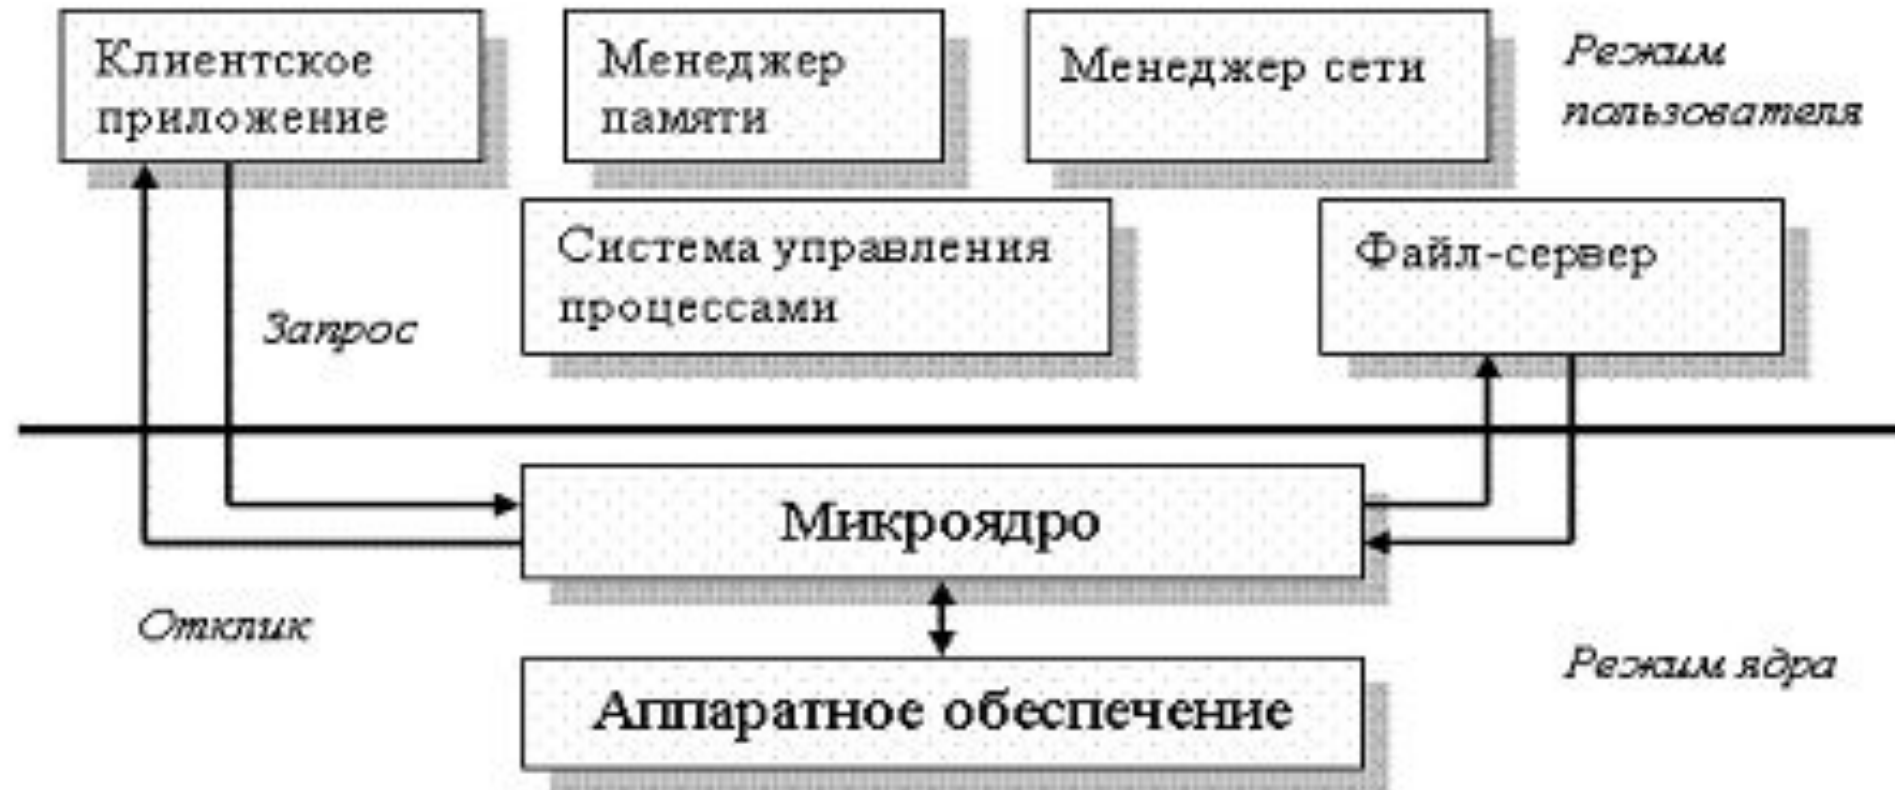 Клиентское
приложение
Менеджер
памяти
Менеджер сети
Режим
пользователя
Система управления
процессами
Файл-сервер
Запрос
Микроядро
Отклик
Режим ядра
Аппаратное обеспечение